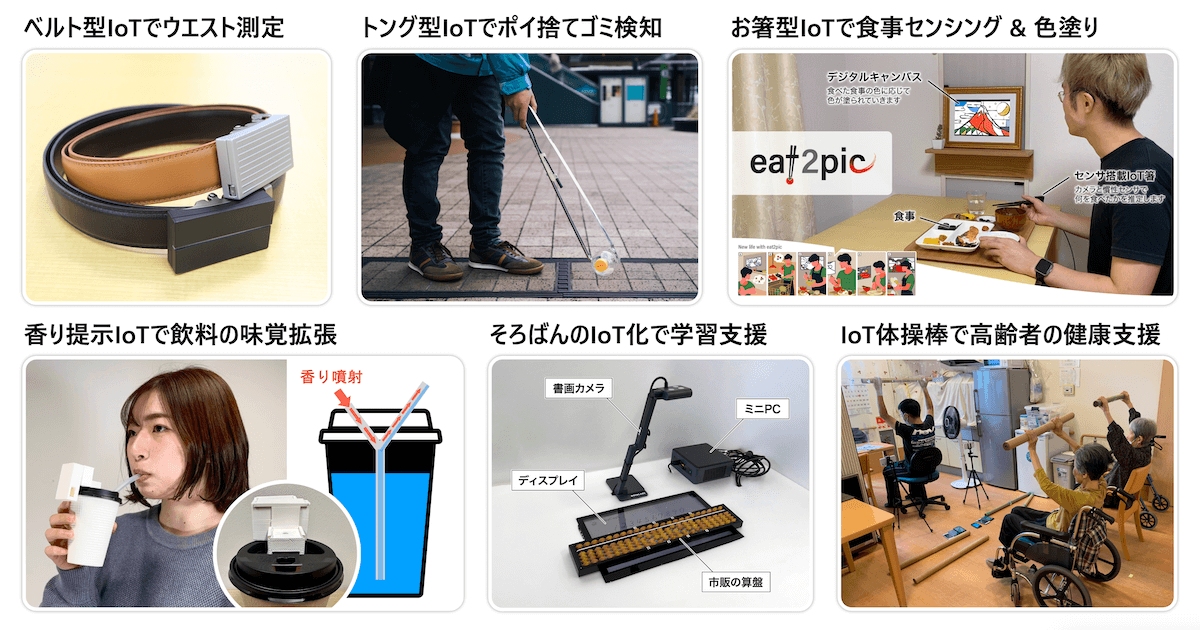 ベルト型IoTでウエスト測定
トング型IoTでポイ捨てゴミ検知
お箸型IoTで食事センシング & 色塗り
デジタルキャンバス
食べた食事の色に応じて
色が塗られていきます
eat2pic
センサ搭載IoT箸
カメラと慣性センサで
何を食べたかを推定します
食事
New life with eat2pic
香り提示IoTで飲料の味覚拡張
そろばんのIoT化で学習支援
IoT体操棒で高齢者の健康支援
香り噴射
書画カメラ
ミニPC
ディスプレイ
市販の算盤